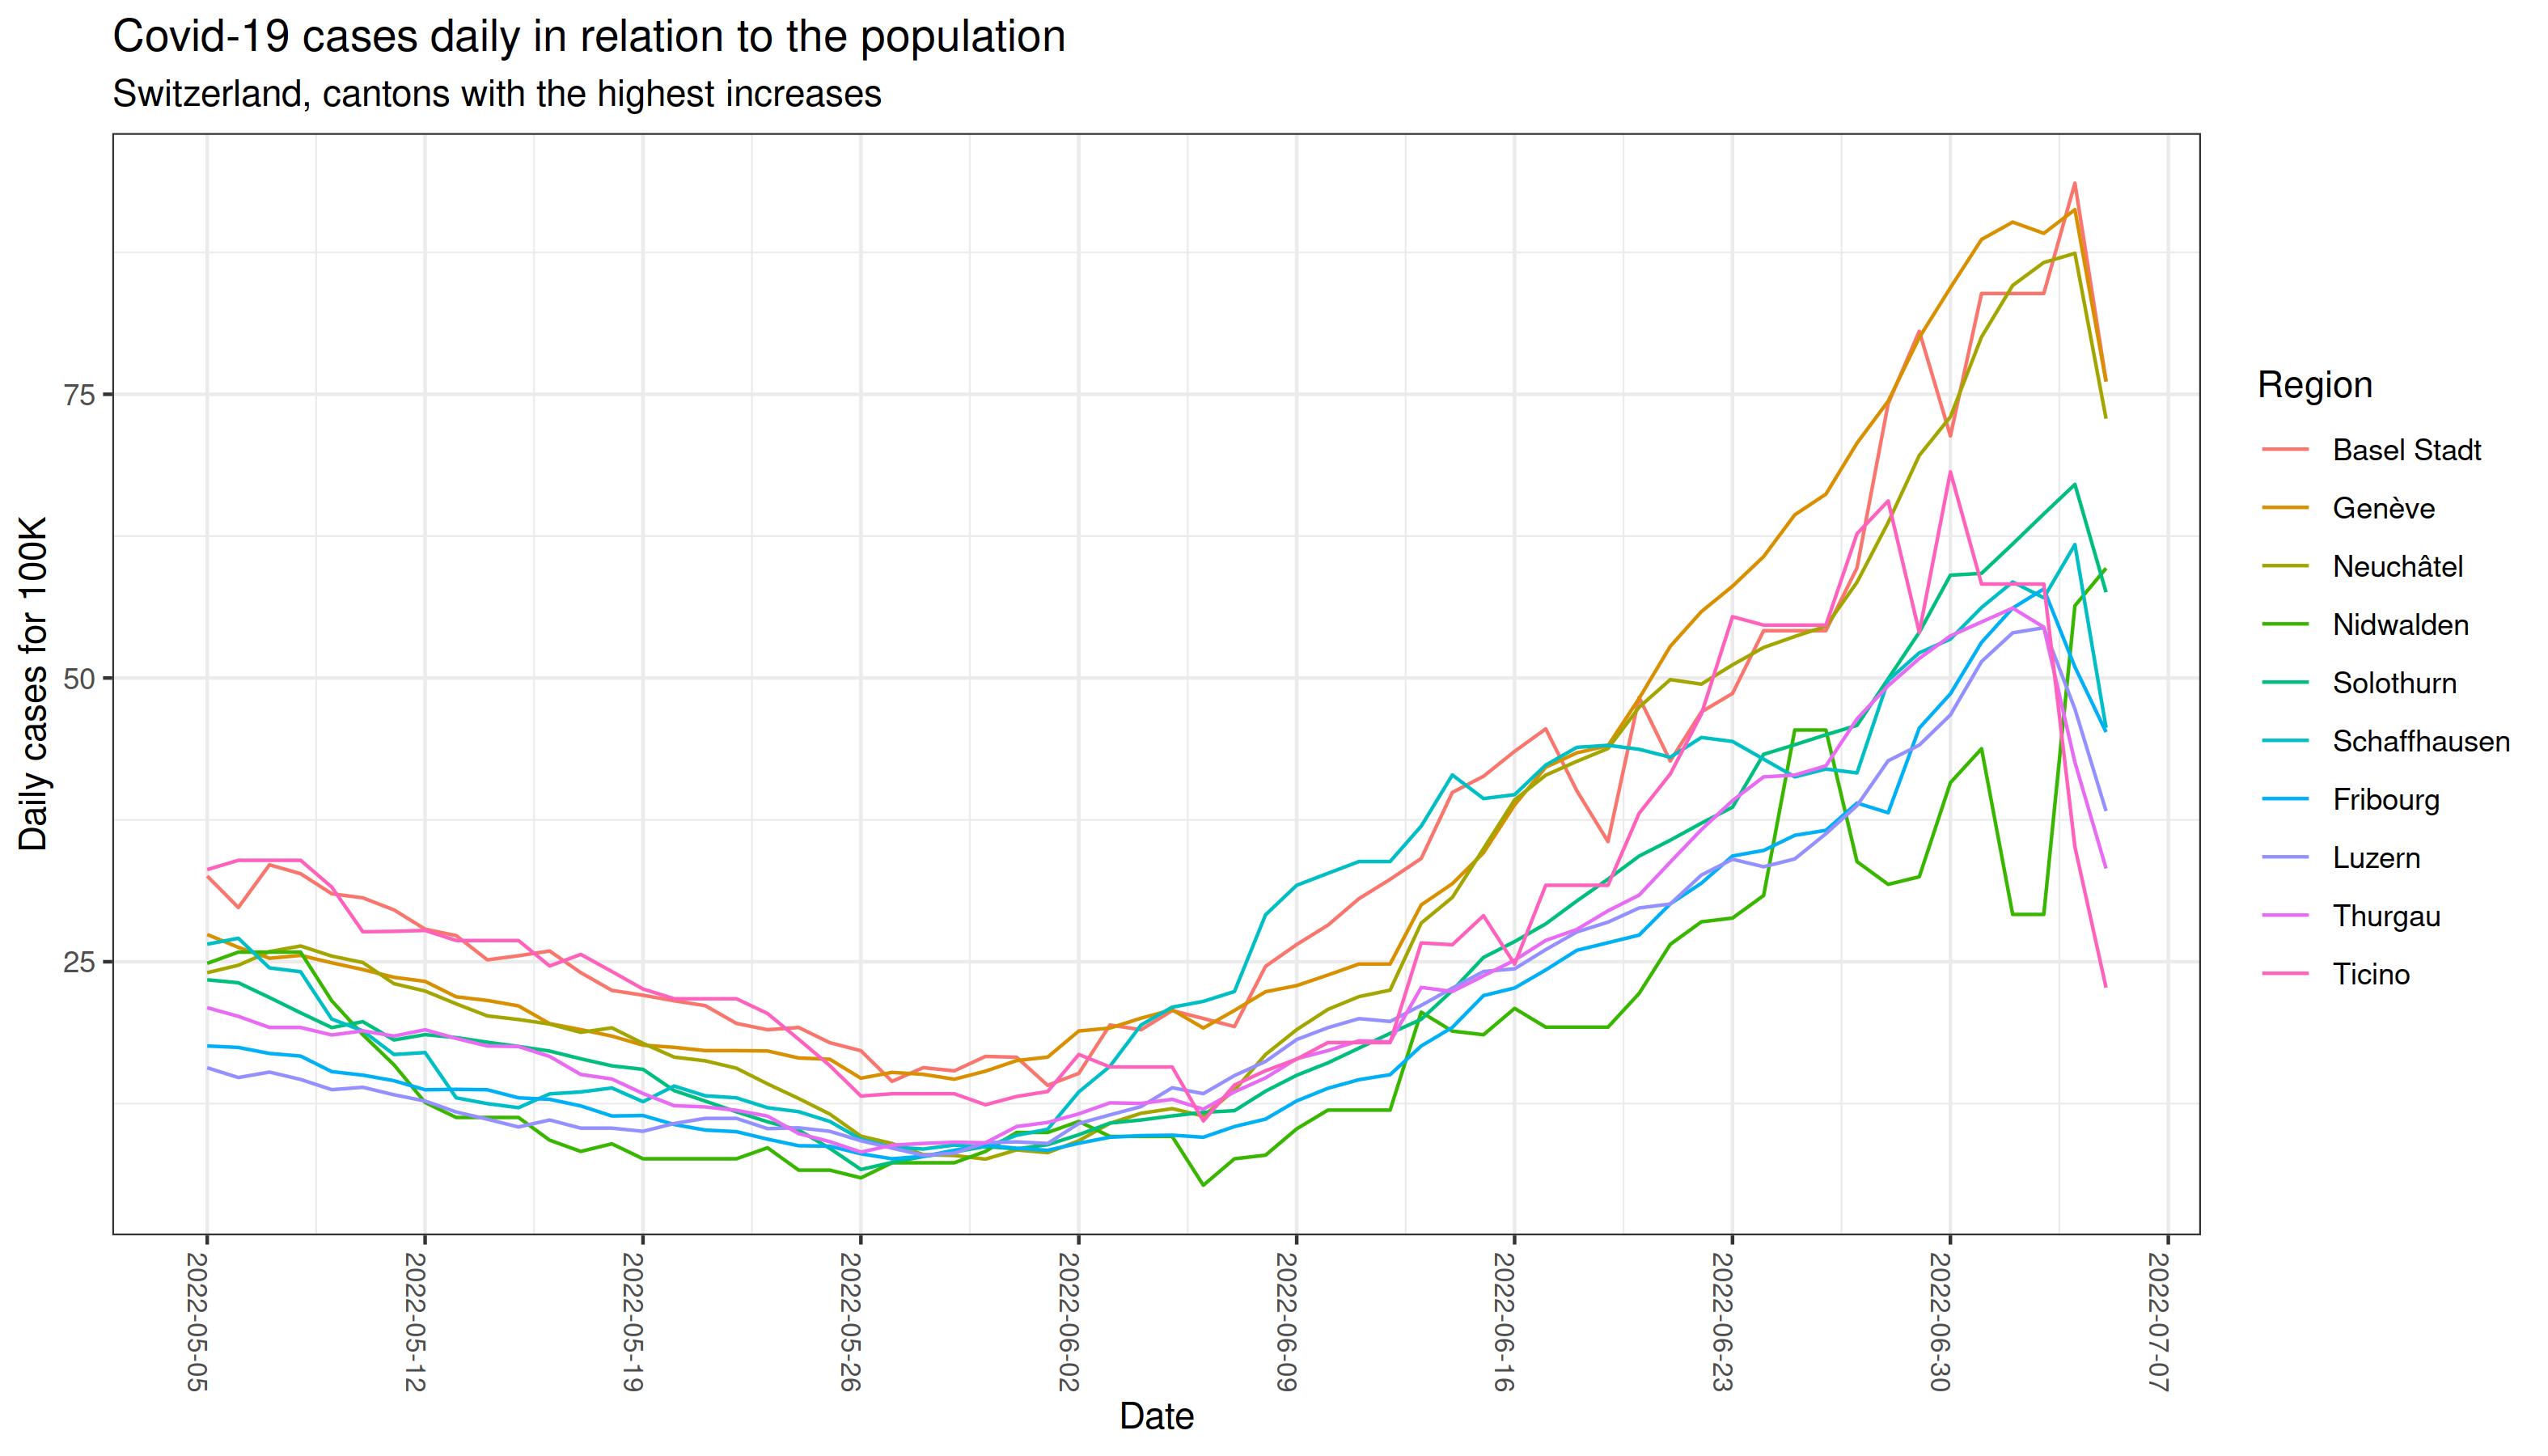 Covid-19 cases daily in relation to the population
Switzerland, cantons with the highest increases
Daily cases for 100K
75
50
25
2022-05-05
2022-05-12
2022-05-19
2022-05-26
2022-06-02
2022-06-09
2022-06-16
2022-06-23
2022-06-30
2022-07-07
Date
Region
Basel Stadt
Genève
Neuchâtel
Nidwalden
Solothurn
Schaffhausen
Fribourg
Luzern
Thurgau
Ticino